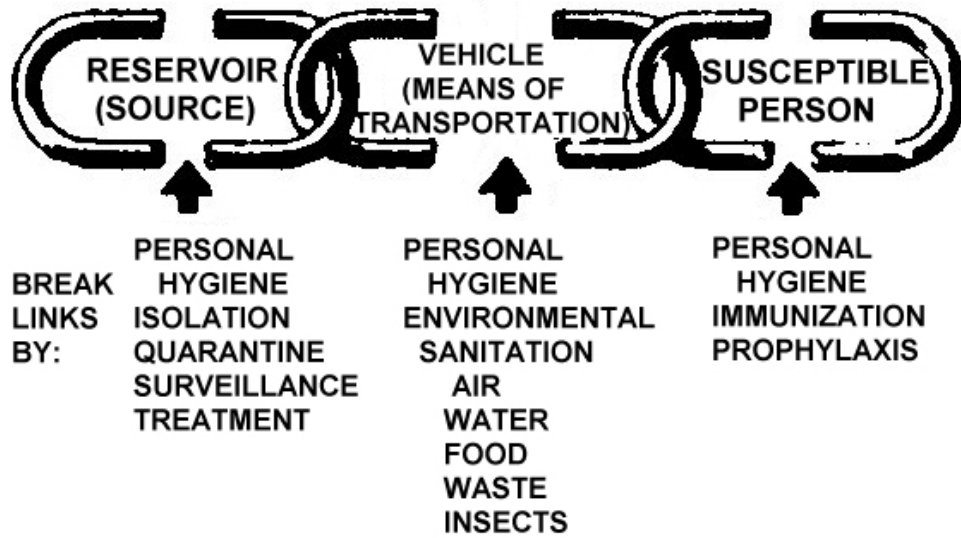 RESERVOIR
(SOURCE)
VEHICLE
(MEANS OF
TRANSPORTATION)
SUSCEPTIBLE
PERSON
BREAK
LINKS
BY:
PERSONAL
HYGIENE
ISOLATION
QUARANTINE
SURVEILLANCE
TREATMENT
PERSONAL
HYGIENE
ENVIRONMENTAL
SANITATION
AIR
WATER
FOOD
WASTE
INSECTS
PERSONAL
HYGIENE
IMMUNIZATION
PROPHYLAXIS